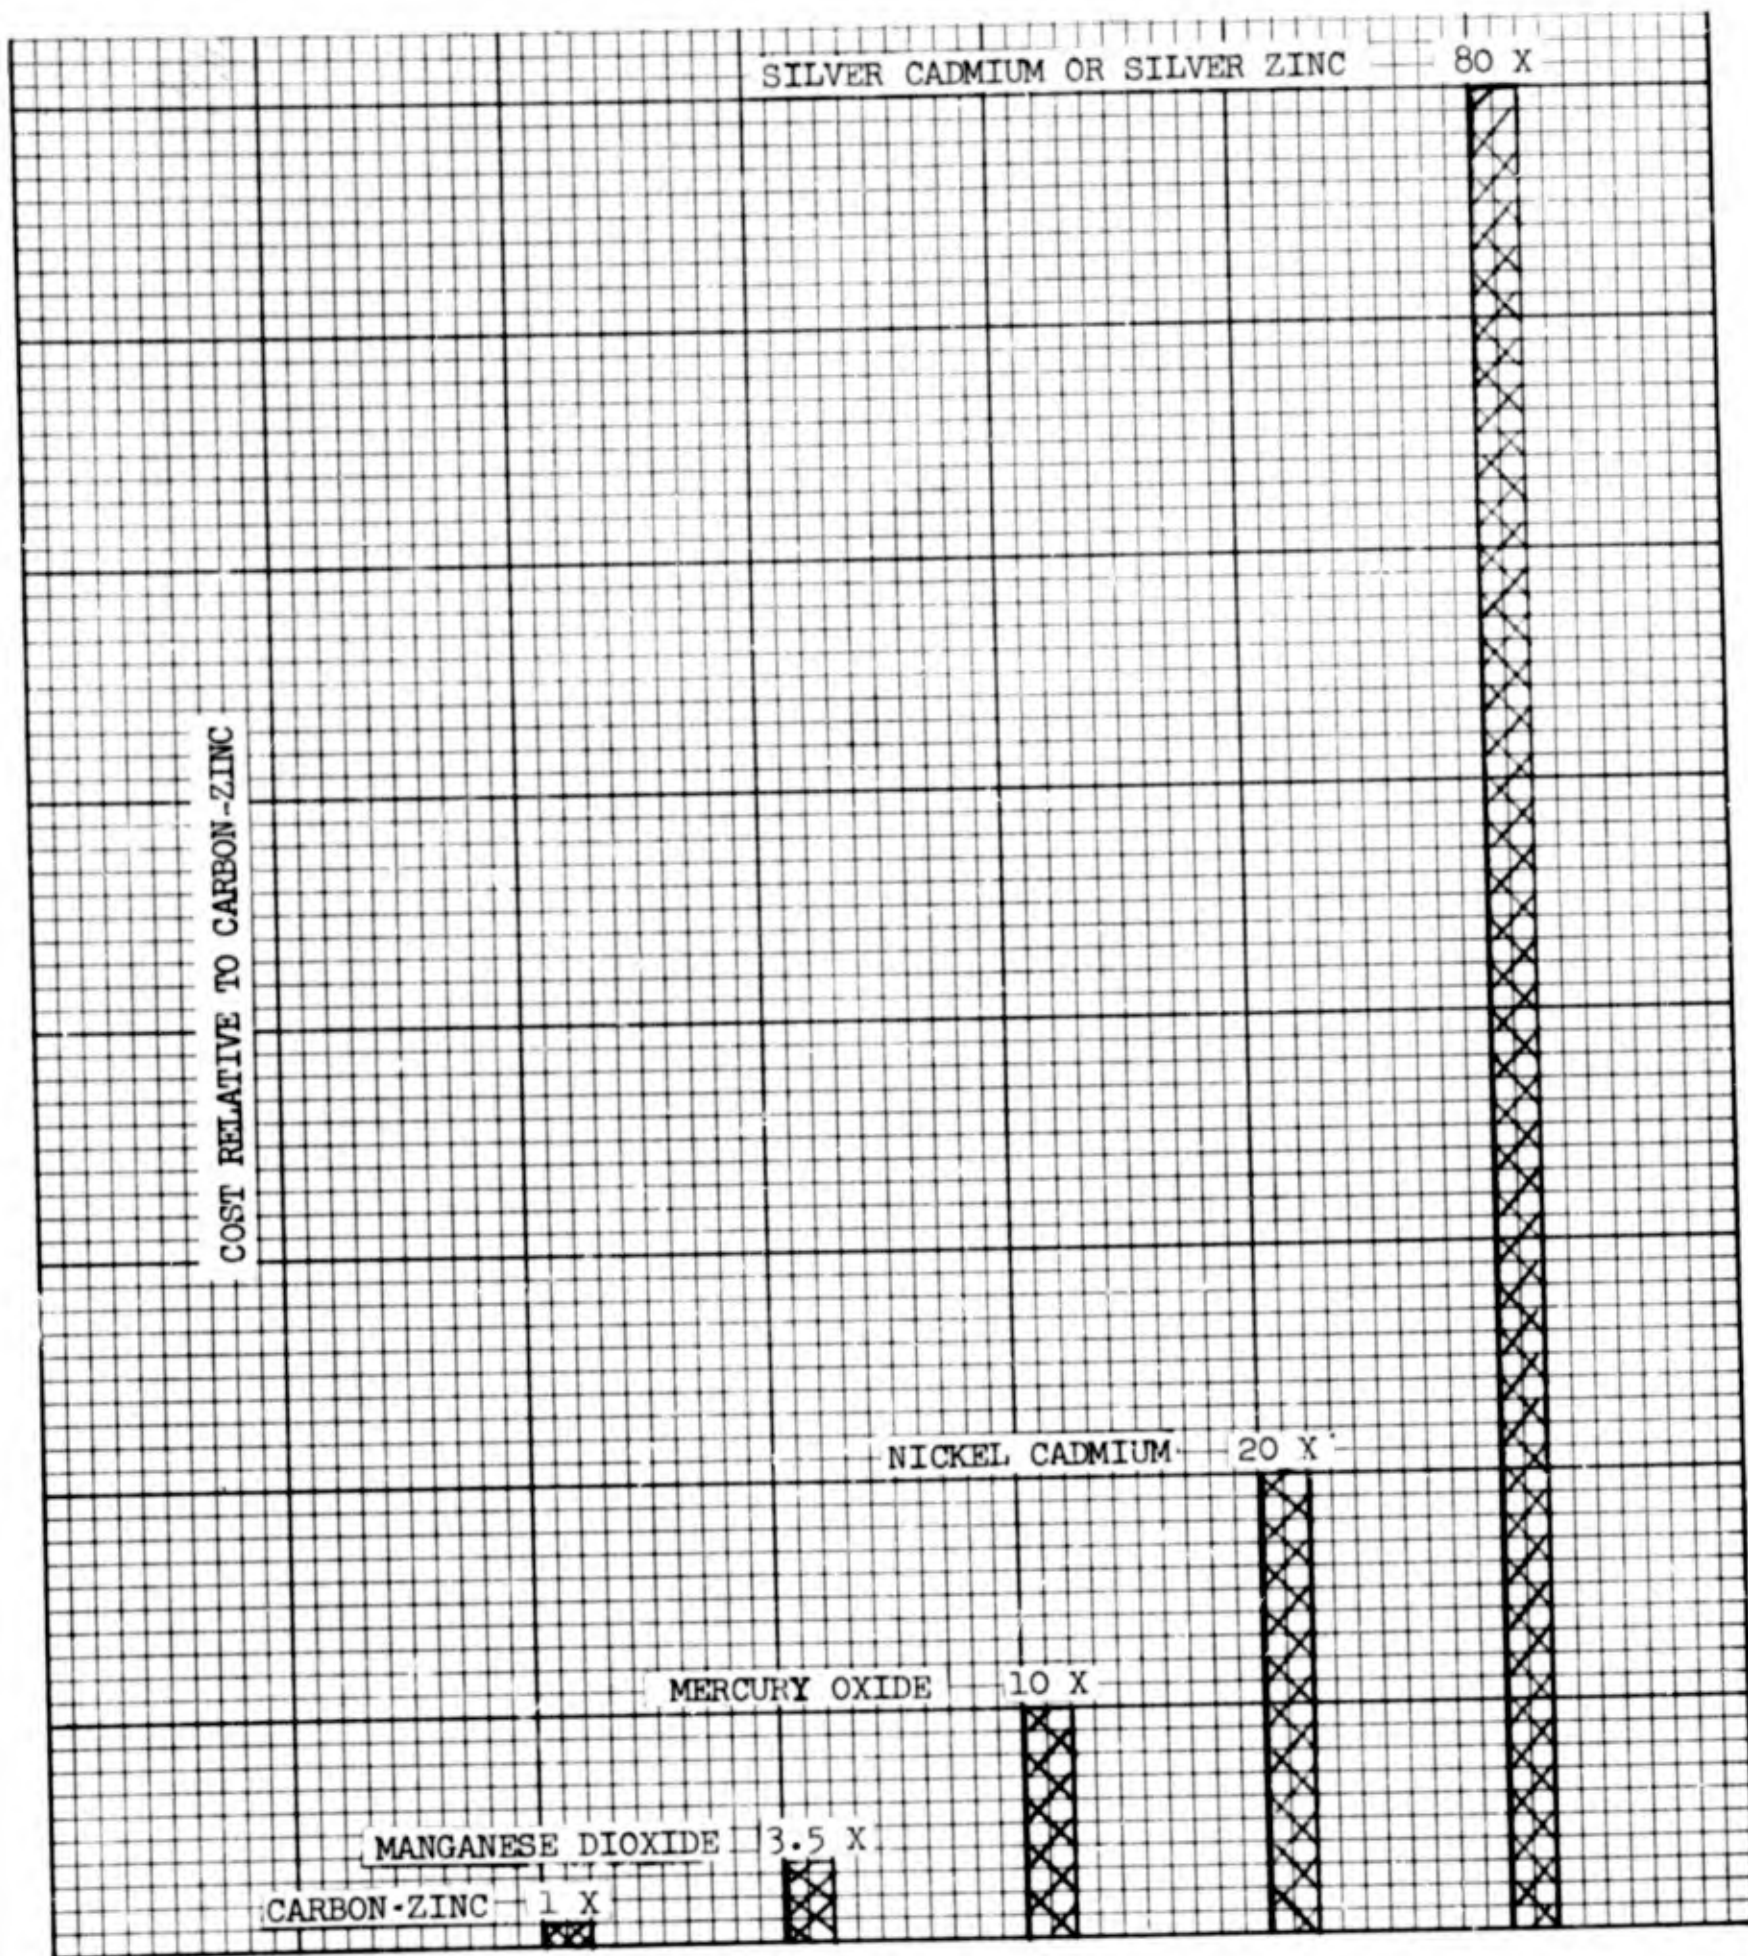 SILVER CADMIUM OR SILVER ZINC 80 X
COST RELATIVE TO CARBON-ZINC
NICKEL CADMIUM 20 X
MERCURY OXIDE 10 X
MANGANESE DIOXIDE 3.5 X
CARBON-ZINC 1 X